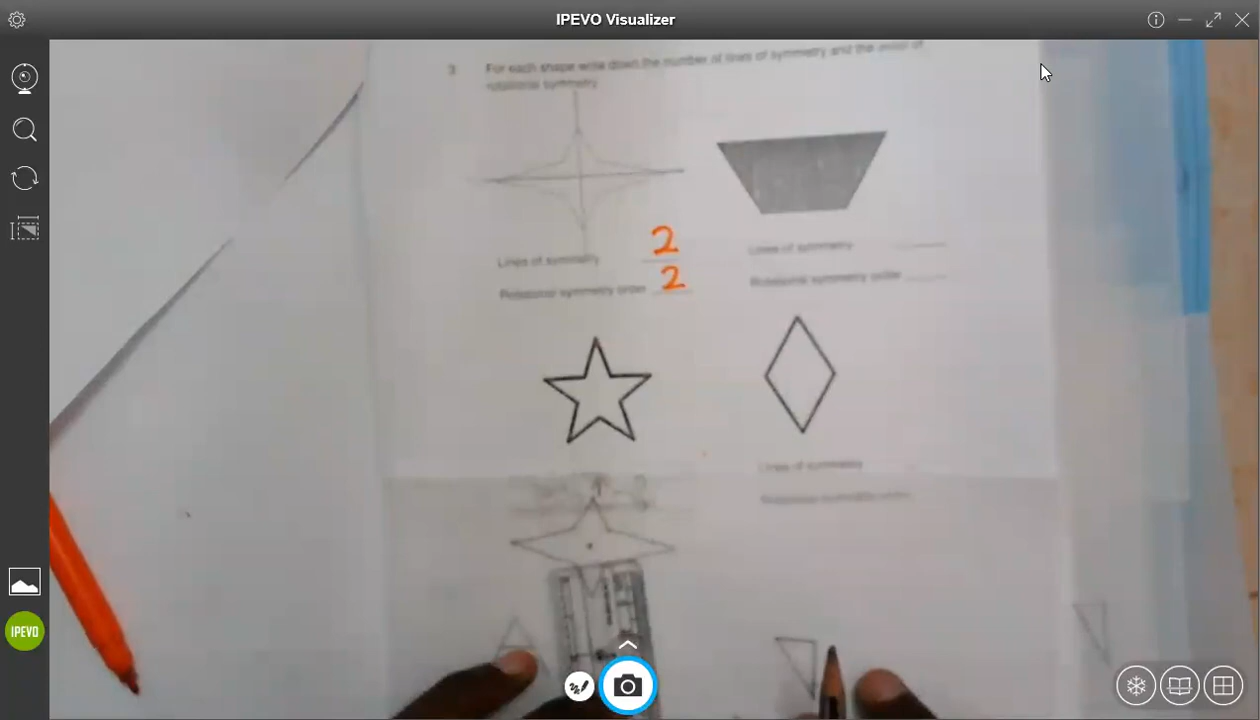 IPEVO Visualizer
3 For each shape write down the number of lines of symmetry and the order of
rotational symmetry
Lines of symmetry 2
Rotational symmetry order 2
Lines of symmetry
Rotational symmetry order
Lines of symmetry
Rotational symmetry order
IPEVO